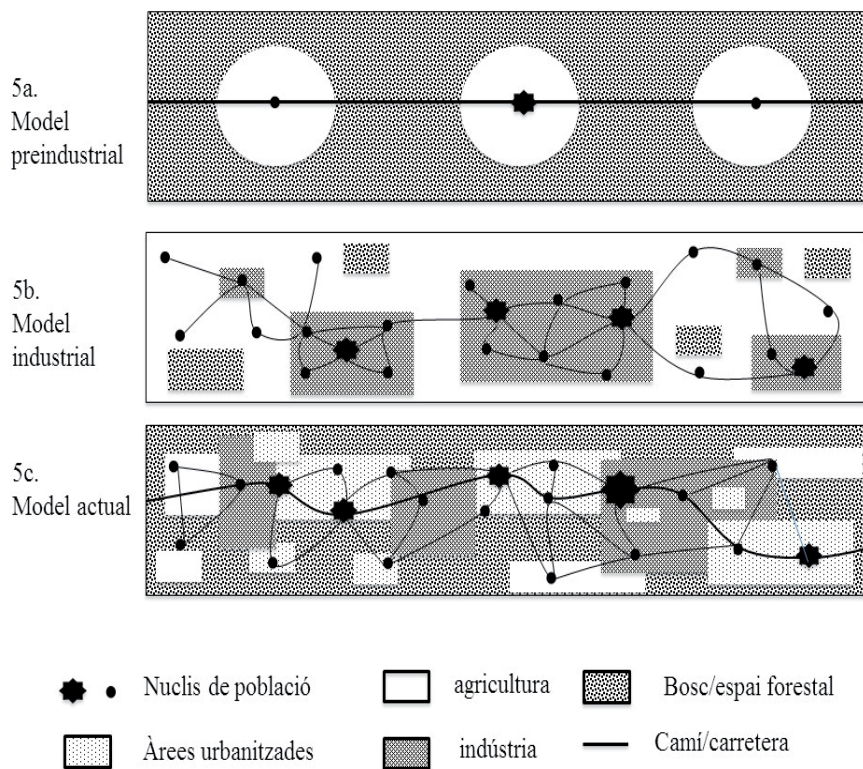 5a.
Model
preindustrial
5b.
Model
industrial
5c.
Model actual
Nuclis de població
agricultura
Bosc/espai forestal
Àrees urbanitzades
indústria
Camí/carretera